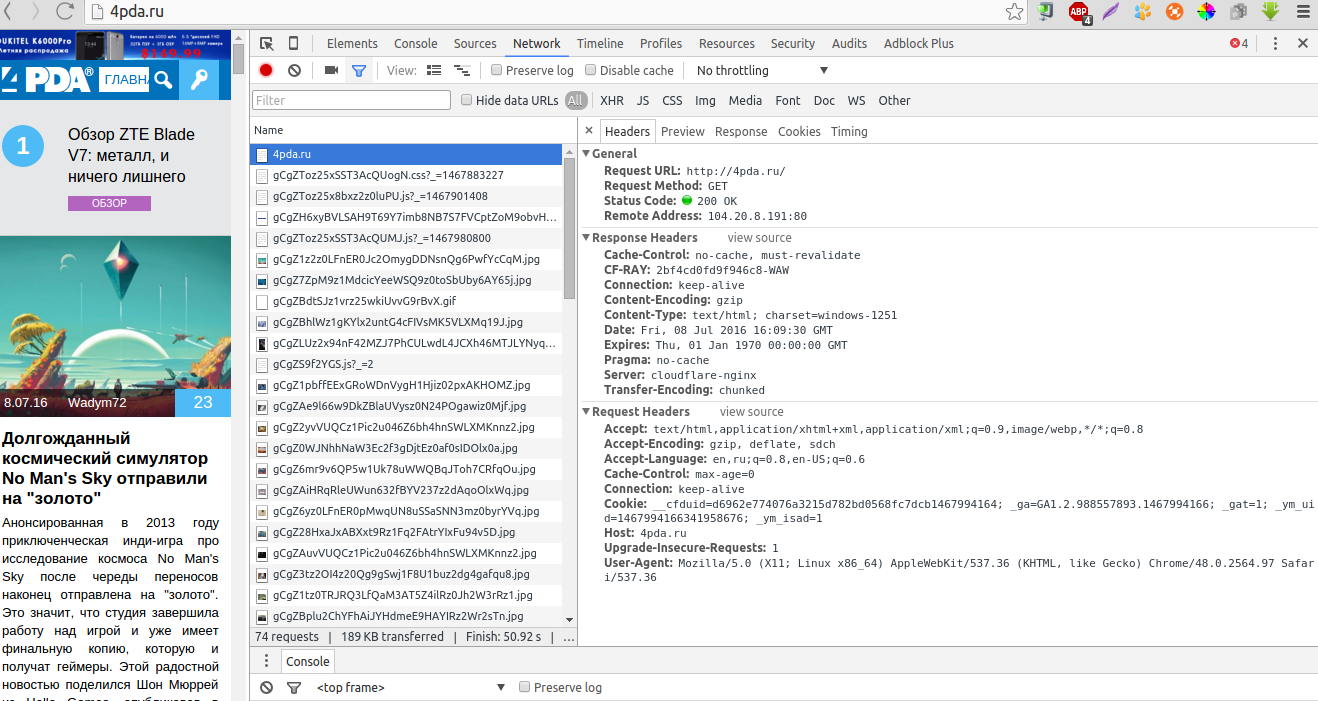 4pda.ru
ABP
4
OUKITEL K6000Pro
$149.99
4PDA®
ГЛАВН
1
Обзор ZTE Blade
V7: металл, и
ничего лишнего
ОБЗОР
8.07.16 Wadym72 23
Долгожданный
космический симулятор
No Man's Sky отправили
на "золото"
Анонсированная в 2013 году
приключенческая инди-игра про
исследование космоса No Man's
Sky после череды переносов
наконец отправлена на "золото".
Это значит, что студия завершила
работу над игрой и уже имеет
финальную копию, которую и
получат геймеры. Этой радостной
новостью поделился Шон Мюррей
Elements Console Sources Network Timeline Profiles Resources Security Audits Adblock Plus 4
View: Preserve log Disable cache No throttling
Filter Hide data URLs All XHR JS CSS Img Media Font Doc WS Other
Name
4pda.ru
gCgZToz25xSST3AcQUogN.css?_=1467883227
gCgZToz25x8bxz2z0luPU.js?_=1467901408
gCgZH6xyBVLSAH9T69Y7imb8NB7S7FVCptZoM9obvH...
gCgZToz25xSST3AcQUMJ.js?_=1467980800
gCgZ1z2z0LFnER0Jc2OmygDDNsnQg6PwfYcCqM.jpg
gCgZ7ZpM9z1MdcicYeeWSQ9z0toSbUby6AY65j.jpg
gCgZBdtSJz1vrz25wkiUvvG9rBvX.gif
gCgZBhlWz1gKYlx2untG4cFIVsMK5VLXMq19J.jpg
gCgZLUz2x94nF42MZJ7PhCULwdL4JCXh46MTJLYNyq...
gCgZS9f2YGS.js?_=2
gCgZ1pbffEExGRoWDnVygH1Hjiz02pxAKHOMZ.jpg
gCgZAe9l66w9DkZBlaUVysz0N24POgawiz0Mjf.jpg
gCgZ2yvVUQCz1Pic2u046Z6bh4hnSWLXMKnnz2.jpg
gCgZ0WJNhhNaW3Ec2f3gDjtEz0af0sIDOlx0a.jpg
gCgZ6mr9v6QP5w1Uk78uWWQBqJToh7CRfqOu.jpg
gCgZAiHRqRleUWun632fBYV237z2dAqoOlxWq.jpg
gCgZ6yz0LFnER0pMwqUN8uSSaSNN3mz0byrYVq.jpg
gCgZ28HxaJxABXxt9Rz1Fq2FAtrYIxFu94v5D.jpg
gCgZAuvVUQCz1Pic2u046Z6bh4hnSWLXMKnnz2.jpg
gCgZ3tz2OI4z20Qg9gSwj1F8U1buz2dg4gafqu8.jpg
gCgZ1tz0TRJRQ3LfQaM3AT5Z4ilRz0Jh2W3rRz1.jpg
gCgZBplu2ChYFhAiJYHdmeE9HAYIRz2Wr2sTn.jpg
74 requests | 189 KB transferred | Finish: 50.92 s | ...
Headers Preview Response Cookies Timing
General
Request URL: http://4pda.ru/
Request Method: GET
Status Code: 200 OK
Remote Address: 104.20.8.191:80
Response Headers view source
Cache-Control: no-cache, must-revalidate
CF-RAY: 2bf4cd0fd9f946c8-WAW
Connection: keep-alive
Content-Encoding: gzip
Content-Type: text/html; charset=windows-1251
Date: Fri, 08 Jul 2016 16:09:30 GMT
Expires: Thu, 01 Jan 1970 00:00:00 GMT
Pragma: no-cache
Server: cloudflare-nginx
Transfer-Encoding: chunked
Request Headers view source
Accept: text/html,application/xhtml+xml,application/xml;q=0.9,image/webp,*/*;q=0.8
Accept-Encoding: gzip, deflate, sdch
Accept-Language: en,ru;q=0.8,en-US;q=0.6
Cache-Control: max-age=0
Connection: keep-alive
Cookie: __cfduid=d6962e774076a3215d782bd0568fc7dcb1467994164; _ga=GA1.2.988557893.1467994166; _gat=1; _ym_ui
d=1467994166341958676; _ym_isad=1
Host: 4pda.ru
Upgrade-Insecure-Requests: 1
User-Agent: Mozilla/5.0 (X11; Linux x86_64) AppleWebKit/537.36 (KHTML, like Gecko) Chrome/48.0.2564.97 Safar
i/537.36
Console
<top frame> Preserve log